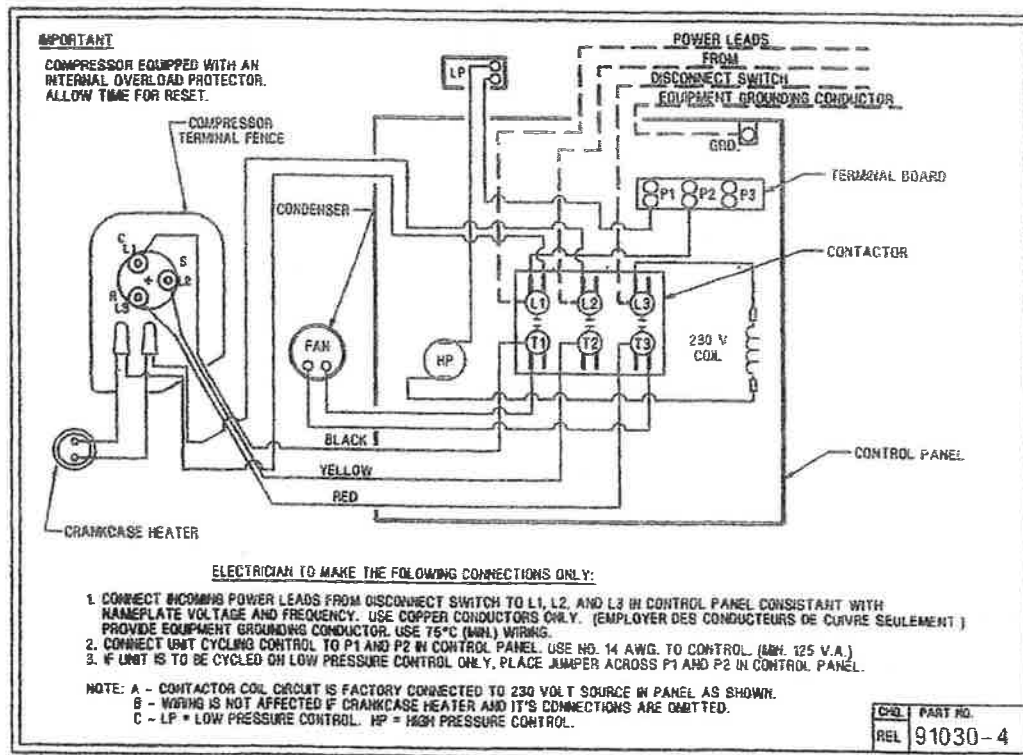 IMPORTANT
COMPRESSOR EQUIPPED WITH AN
INTERNAL OVERLOAD PROTECTOR.
ALLOW TIME FOR RESET.
COMPRESSOR
TERMINAL FENCE
LP
POWER LEADS
FROM
DISCONNECT SWITCH
EQUIPMENT GROUNDING CONDUCTOR
GRD.
TERMINAL BOARD
P1 P2 P3
CONDENSER
CONTACTOR
C
L1
S
L2
R
L3
L1 L2 L3
FAN
HP
T1 T2 T3
230 V
COIL
BLACK
YELLOW
RED
CONTROL PANEL
CRANKCASE HEATER
ELECTRICIAN TO MAKE THE FOLOWING CONNECTIONS ONLY:
1. CONNECT INCOMING POWER LEADS FROM DISCONNECT SWITCH TO L1, L2, AND L3 IN CONTROL PANEL CONSISTANT WITH
NAMEPLATE VOLTAGE AND FREQUENCY. USE COPPER CONDUCTORS ONLY. (EMPLOYER DES CONDUCTEURS DE CUIVRE SEULEMENT)
PROVIDE EQUIPMENT GROUNDING CONDUCTOR. USE 75°C (MIN.) WIRING.
2. CONNECT UNIT CYCLING CONTROL TO P1 AND P2 IN CONTROL PANEL. USE NO. 14 AWG. TO CONTROL. (MIN. 125 V.A.)
3. IF UNIT IS TO BE CYCLED ON LOW PRESSURE CONTROL ONLY, PLACE JUMPER ACROSS P1 AND P2 IN CONTROL PANEL.
NOTE: A - CONTACTOR COIL CIRCUIT IS FACTORY CONNECTED TO 230 VOLT SOURCE IN PANEL AS SHOWN.
B - WIRING IS NOT AFFECTED IF CRANKCASE HEATER AND IT'S CONNECTIONS ARE OMITTED.
C - LP = LOW PRESSURE CONTROL. HP = HIGH PRESSURE CONTROL.
CHG. PART NO.
REL 91030-4